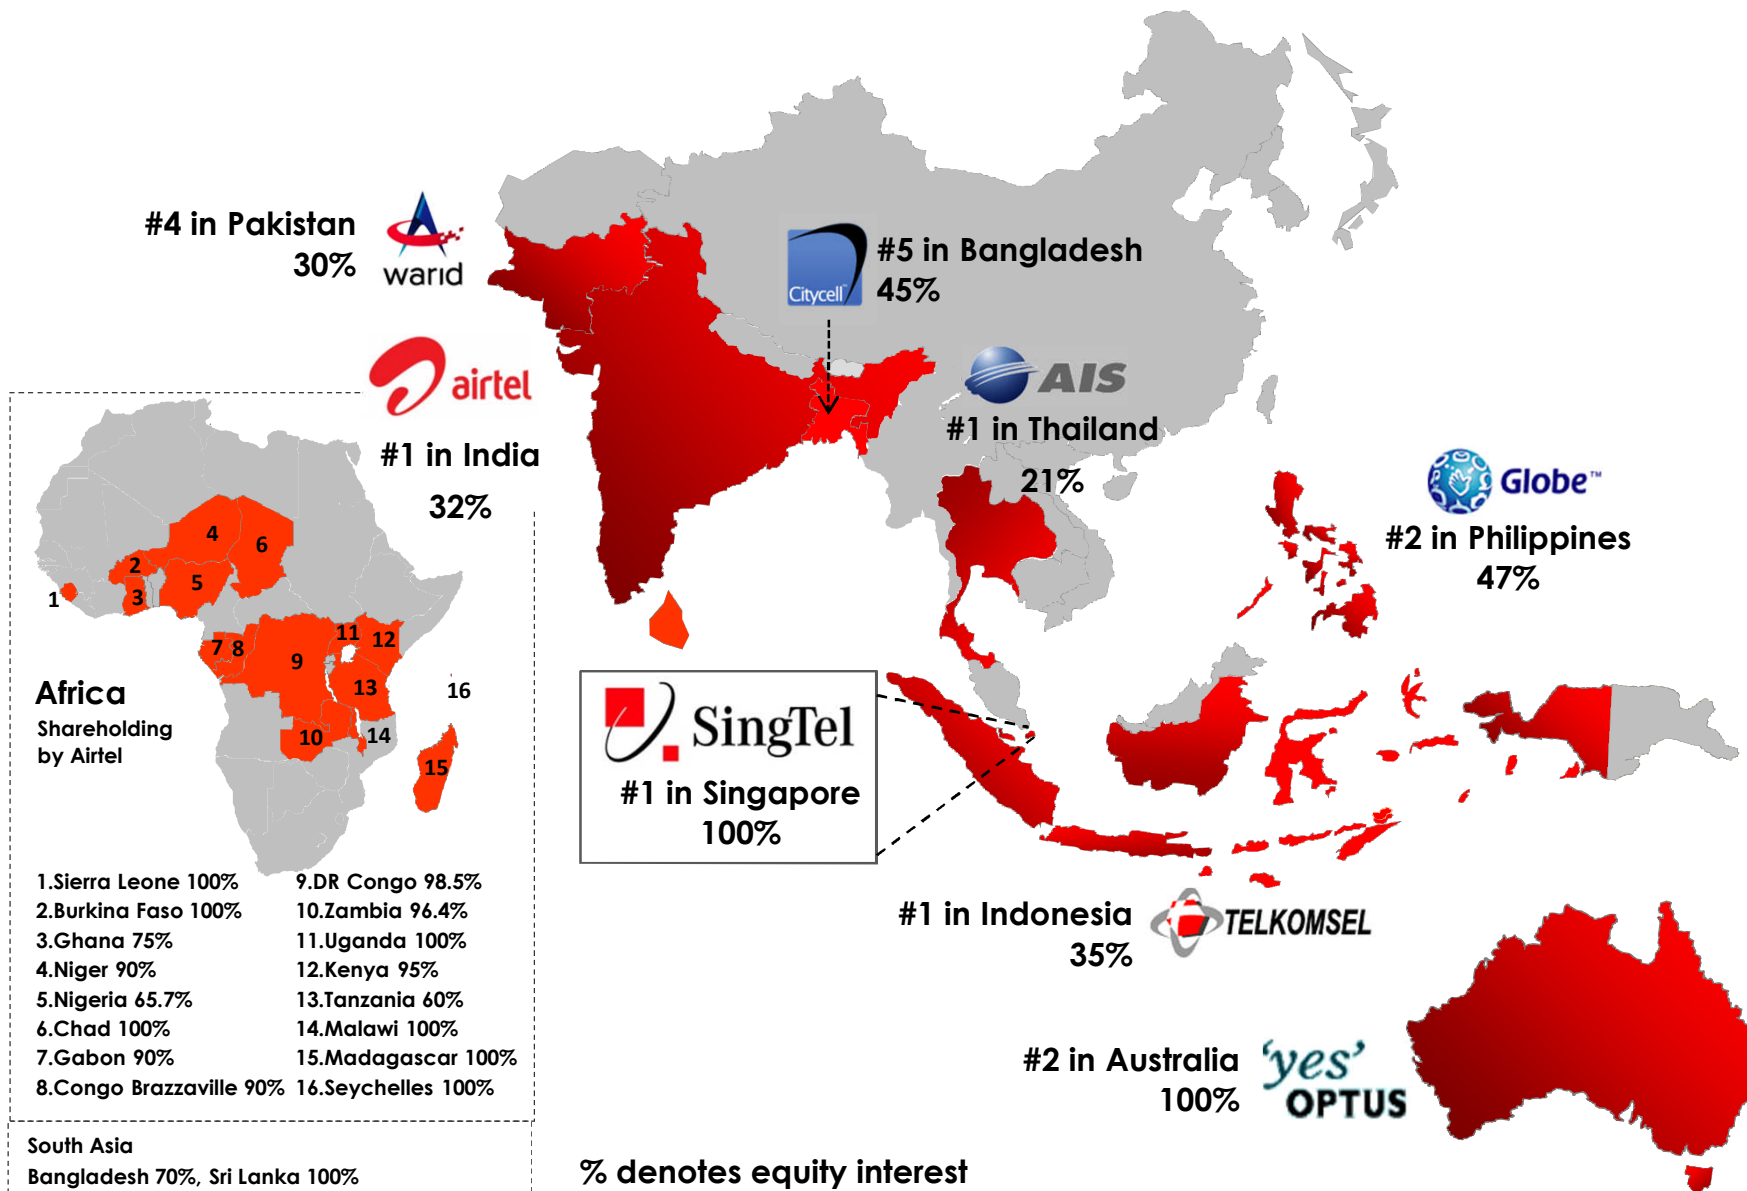 #4 in Pakistan
30%
warid
Citycell
#5 in Bangladesh
45%
airtel
#1 in India
32%
AIS
#1 in Thailand
21%
Globe™
#2 in Philippines
47%
SingTel
#1 in Singapore
100%
#1 in Indonesia
35%
TELKOMSEL
#2 in Australia
100%
'yes'
OPTUS
1
2
3
4
5
6
7
8
9
10
11
12
13
14
15
16
Africa
Shareholding
by Airtel
1.Sierra Leone 100%
2.Burkina Faso 100%
3.Ghana 75%
4.Niger 90%
5.Nigeria 65.7%
6.Chad 100%
7.Gabon 90%
8.Congo Brazzaville 90%
9.DR Congo 98.5%
10.Zambia 96.4%
11.Uganda 100%
12.Kenya 95%
13.Tanzania 60%
14.Malawi 100%
15.Madagascar 100%
16.Seychelles 100%
South Asia
Bangladesh 70%, Sri Lanka 100%
% denotes equity interest